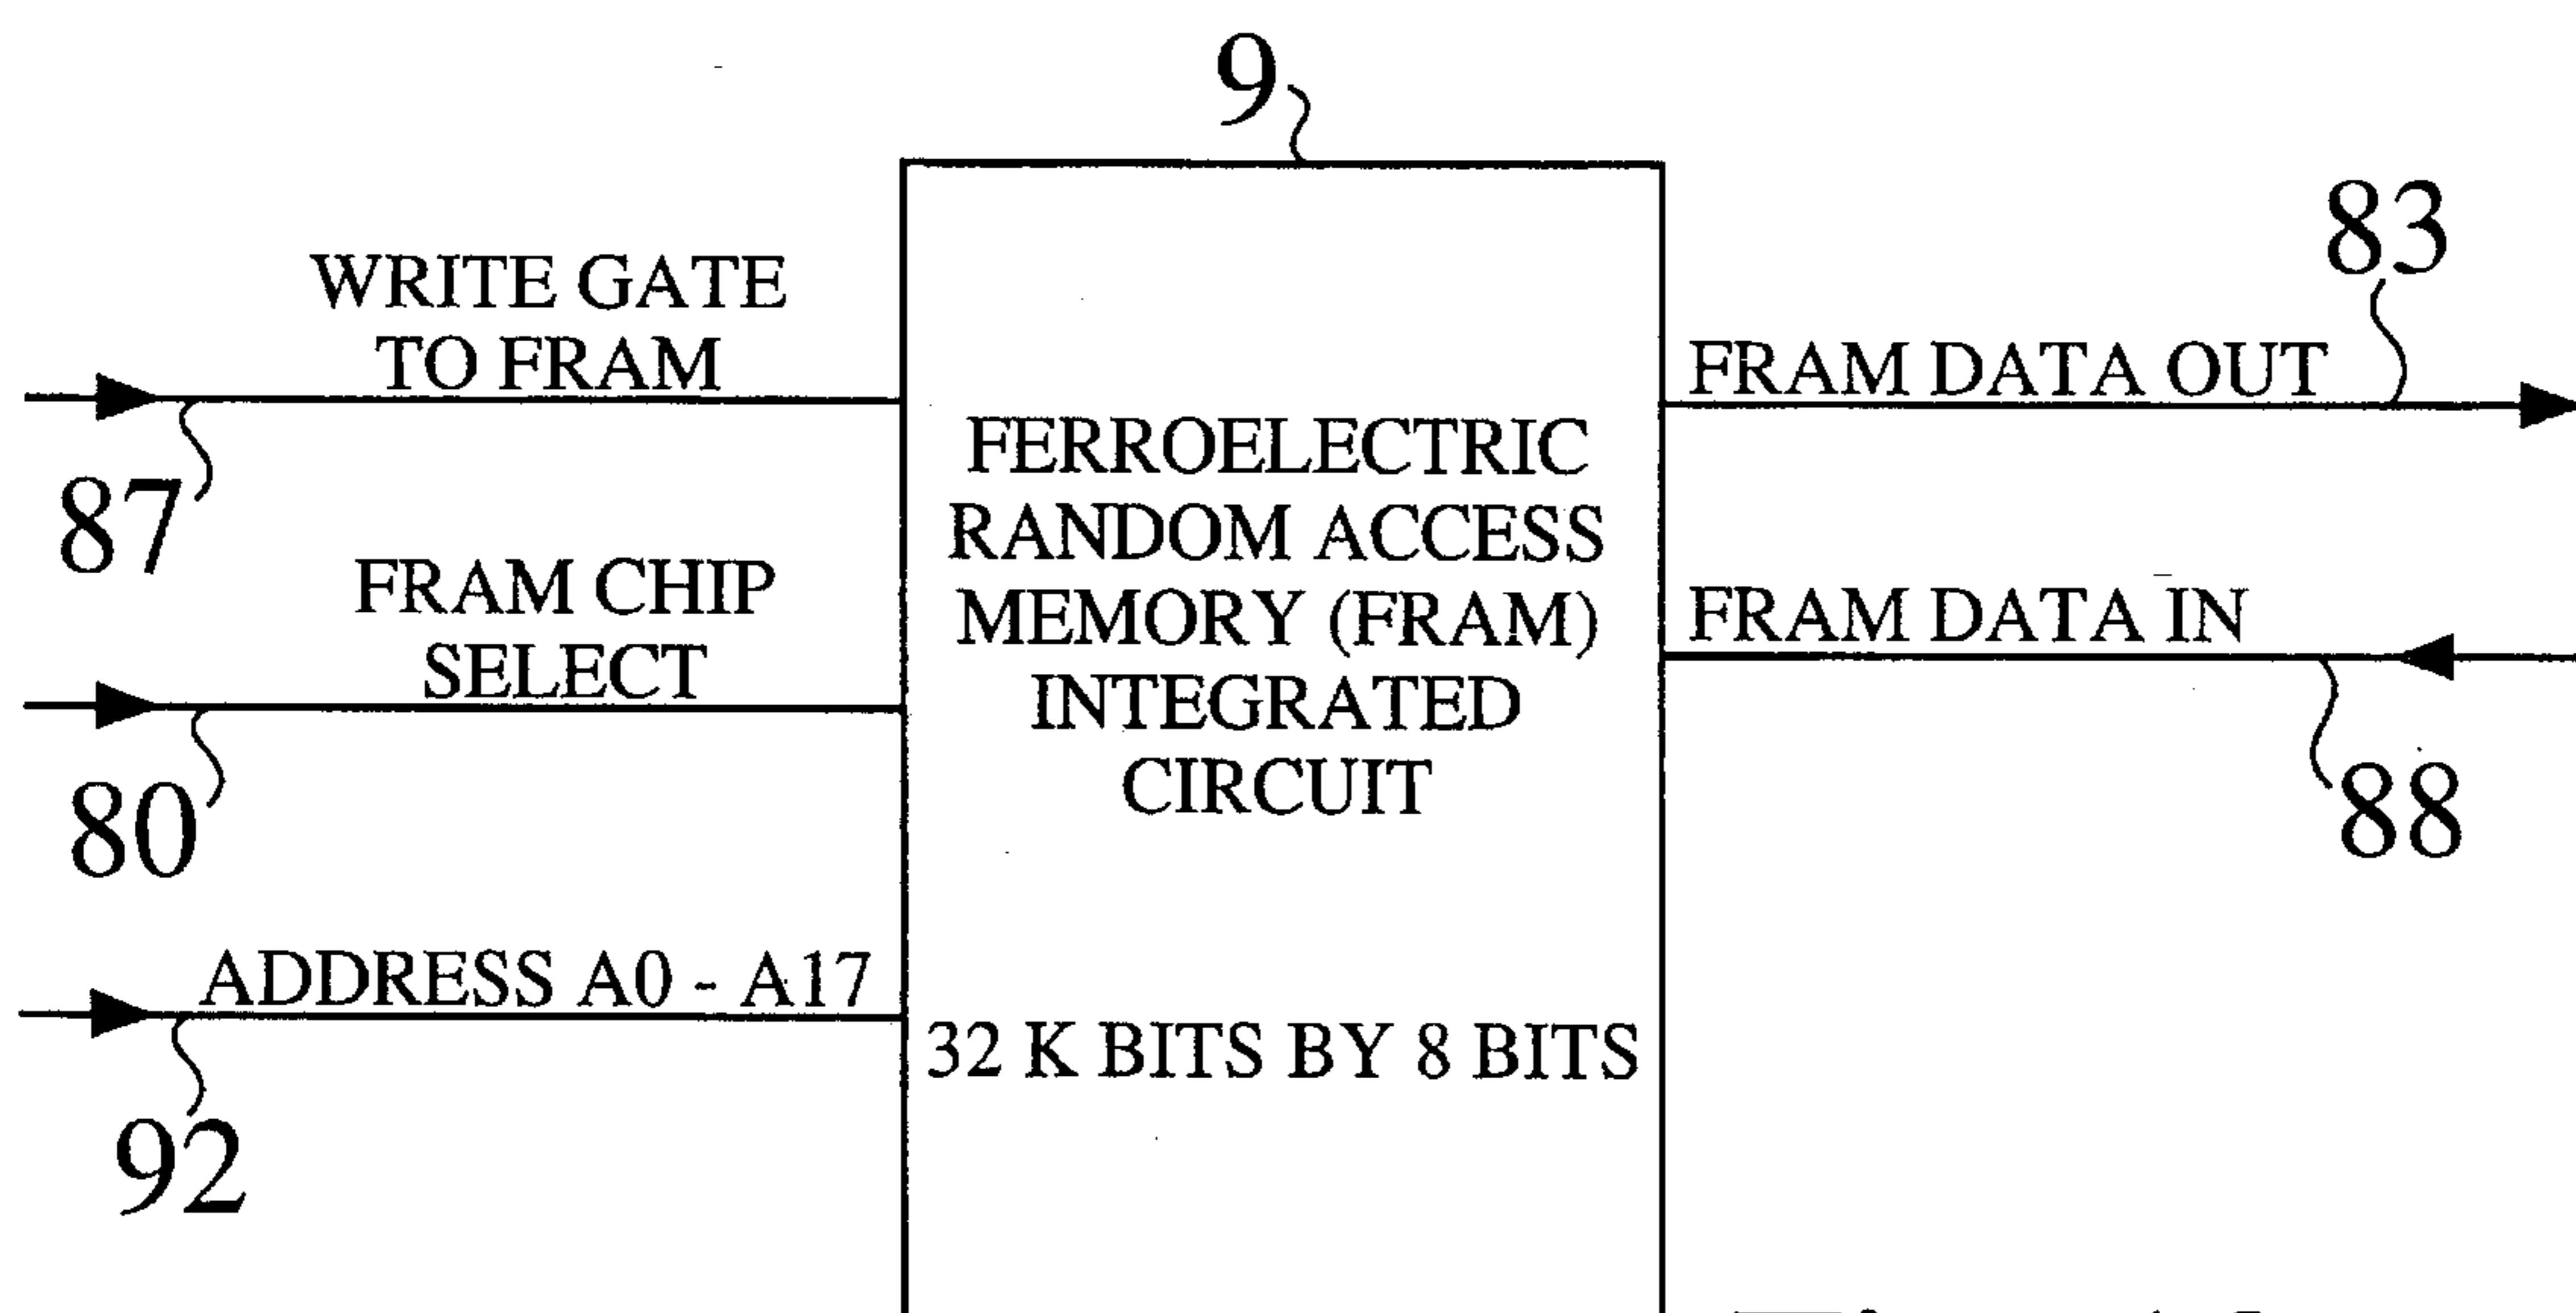 9
WRITE GATE
TO FRAM
87
FRAM CHIP
SELECT
80
ADDRESS A0 - A17
92
FERROELECTRIC
RANDOM ACCESS
MEMORY (FRAM)
INTEGRATED
CIRCUIT
32 K BITS BY 8 BITS
83
FRAM DATA OUT
FRAM DATA IN
88